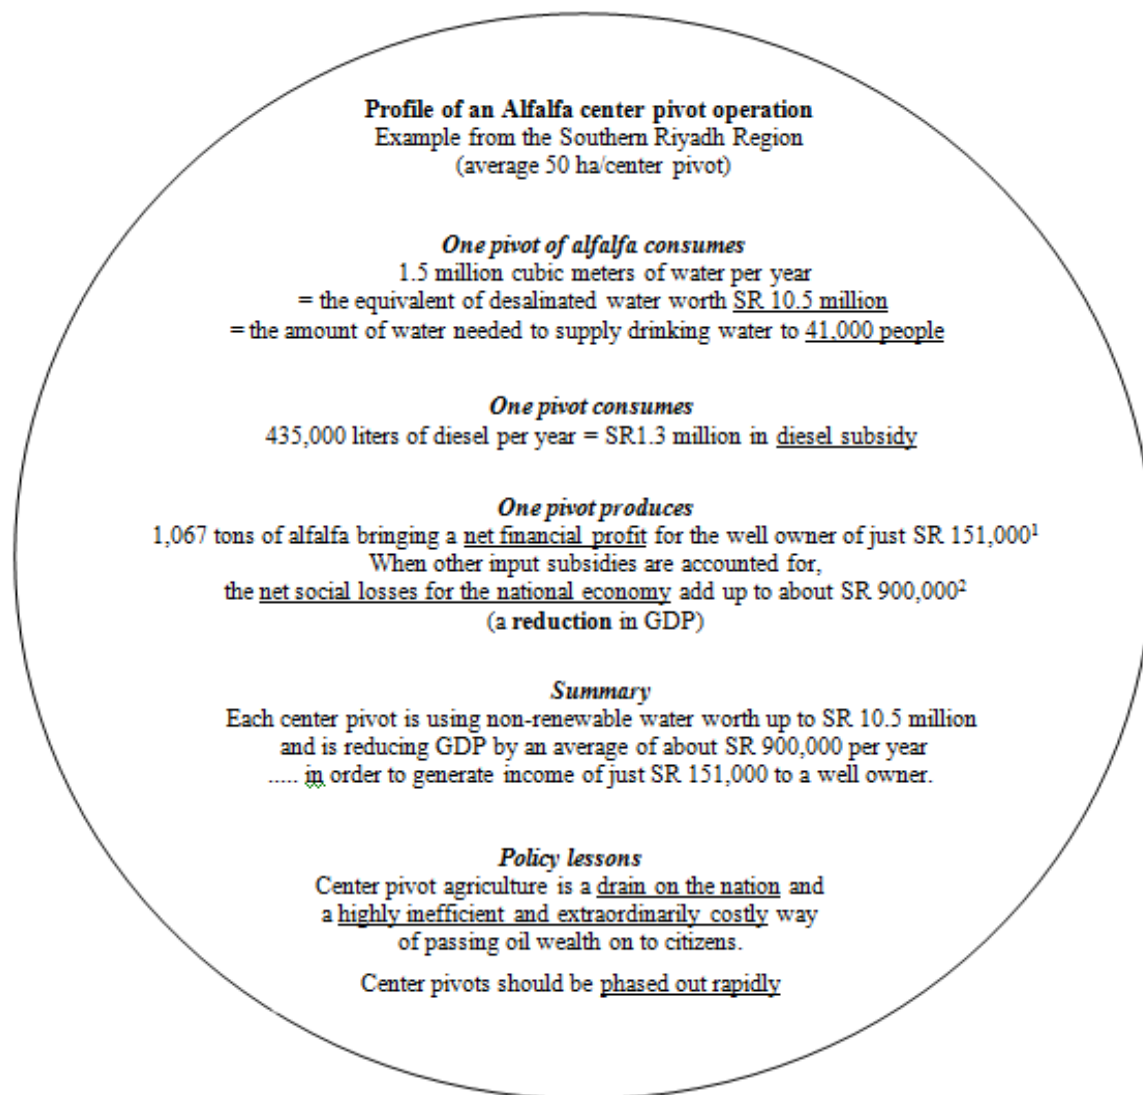 Profile of an Alfalfa center pivot operation
Example from the Southern Riyadh Region
(average 50 ha/center pivot)
One pivot of alfalfa consumes
1.5 million cubic meters of water per year
= the equivalent of desalinated water worth SR 10.5 million
= the amount of water needed to supply drinking water to 41,000 people
One pivot consumes
435,000 liters of diesel per year = SR1.3 million in diesel subsidy
One pivot produces
1,067 tons of alfalfa bringing a net financial profit for the well owner of just SR 151,000¹
When other input subsidies are accounted for,
the net social losses for the national economy add up to about SR 900,000²
(a reduction in GDP)
Summary
Each center pivot is using non-renewable water worth up to SR 10.5 million
and is reducing GDP by an average of about SR 900,000 per year
..... in order to generate income of just SR 151,000 to a well owner.
Policy lessons
Center pivot agriculture is a drain on the nation and
a highly inefficient and extraordinarily costly way
of passing oil wealth on to citizens.
Center pivots should be phased out rapidly